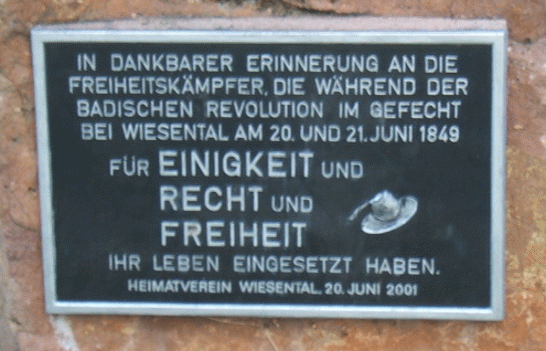 IN DANKBARER ERINNERUNG AN DIE
FREIHEITSKÄMPFER, DIE WÄHREND DER
BADISCHEN REVOLUTION IM GEFECHT
BEI WIESENTAL AM 20. UND 21. JUNI 1849
FÜR EINIGKEIT UND
RECHT UND
FREIHEIT
IHR LEBEN EINGESETZT HABEN.
HEIMATVEREIN WIESENTAL, 20. JUNI 2001